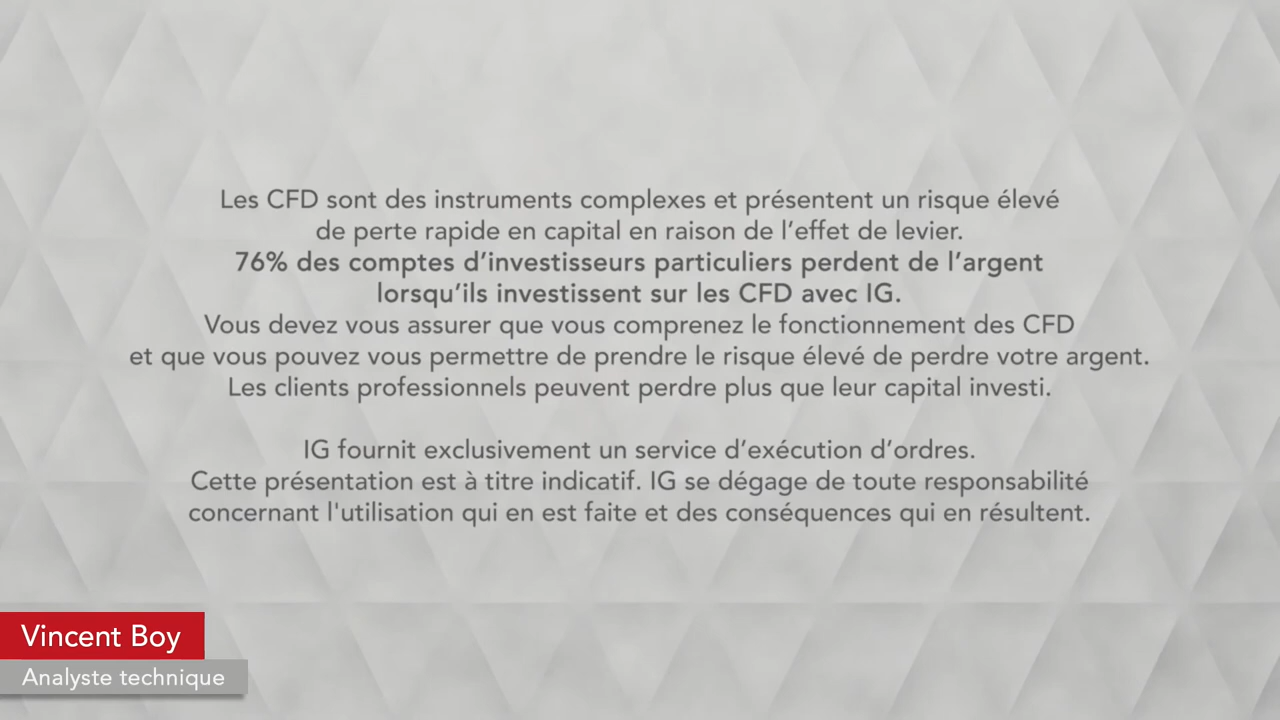 Les CFD sont des instruments complexes et présentent un risque élevé
de perte rapide en capital en raison de l’effet de levier.
76% des comptes d’investisseurs particuliers perdent de l’argent
lorsqu’ils investissent sur les CFD avec IG.
Vous devez vous assurer que vous comprenez le fonctionnement des CFD
et que vous pouvez vous permettre de prendre le risque élevé de perdre votre argent.
Les clients professionnels peuvent perdre plus que leur capital investi.
IG fournit exclusivement un service d’exécution d’ordres.
Cette présentation est à titre indicatif. IG se dégage de toute responsabilité
concernant l'utilisation qui en est faite et des conséquences qui en résultent.
Vincent Boy
Analyste technique